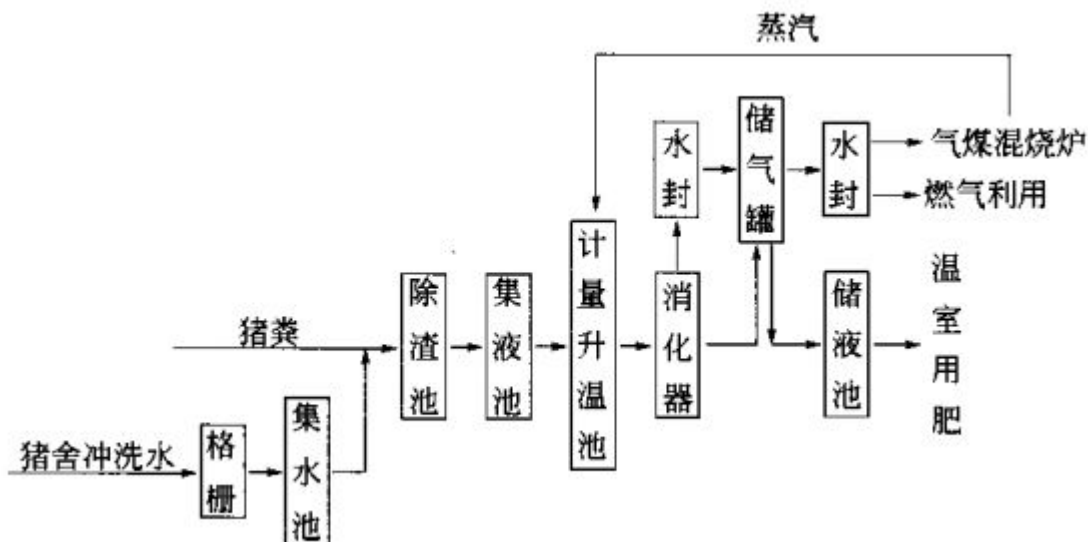 蒸汽
水封
储气罐
水封
气煤混烧炉
燃气利用
猪粪
除渣池
集液池
计量升温池
消化器
储液池
温室用肥
猪舍冲洗水
格栅
集水池